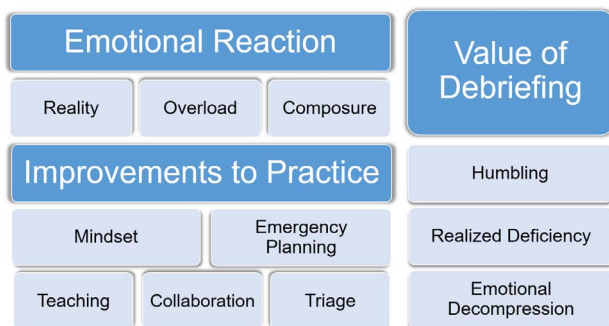 Emotional Reaction
Reality
Overload
Composure
Improvements to Practice
Mindset
Emergency
Planning
Teaching
Collaboration
Triage
Value of
Debriefing
Humbling
Realized Deficiency
Emotional
Decompression